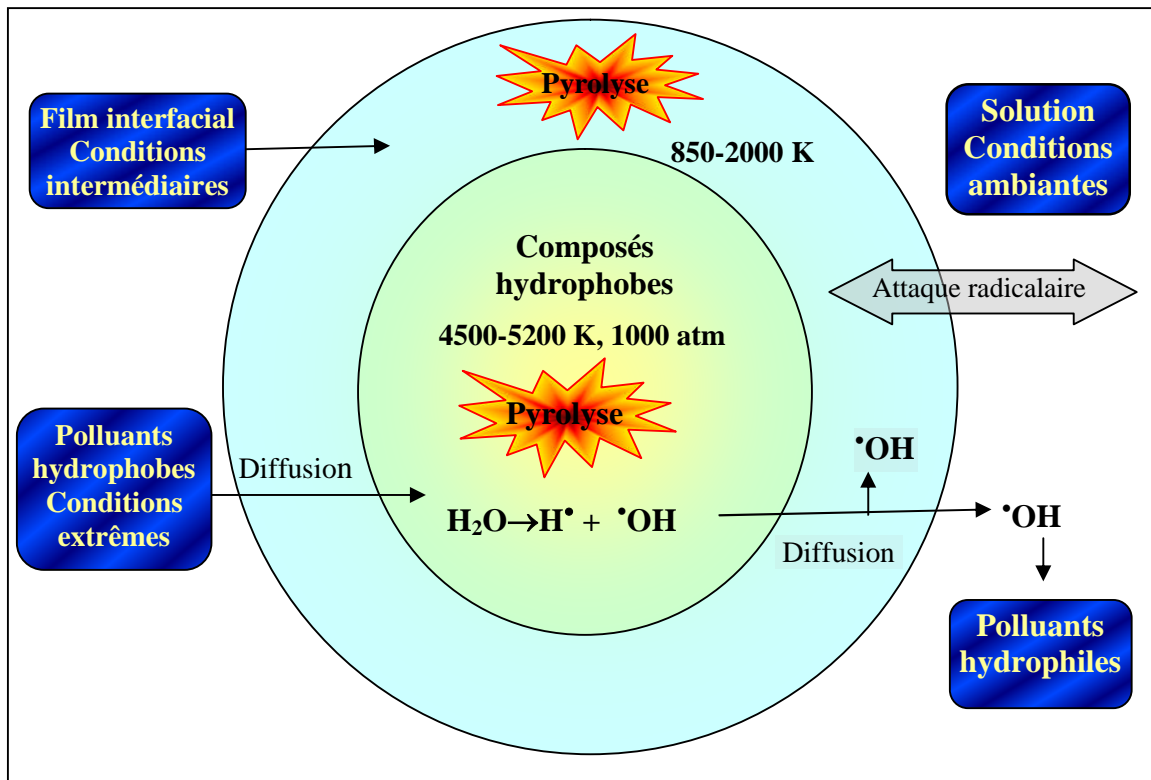 Pyrolyse
Film interfacial
Conditions
intermédiaires
850-2000 K
Solution
Conditions
ambiantes
Composés
hydrophobes
4500-5200 K, 1000 atm
Attaque radicalaire
Pyrolyse
Polluants
hydrophobes
Conditions
extrêmes
Diffusion
H₂O→H• + •OH
•OH
•OH
Diffusion
Polluants
hydrophiles